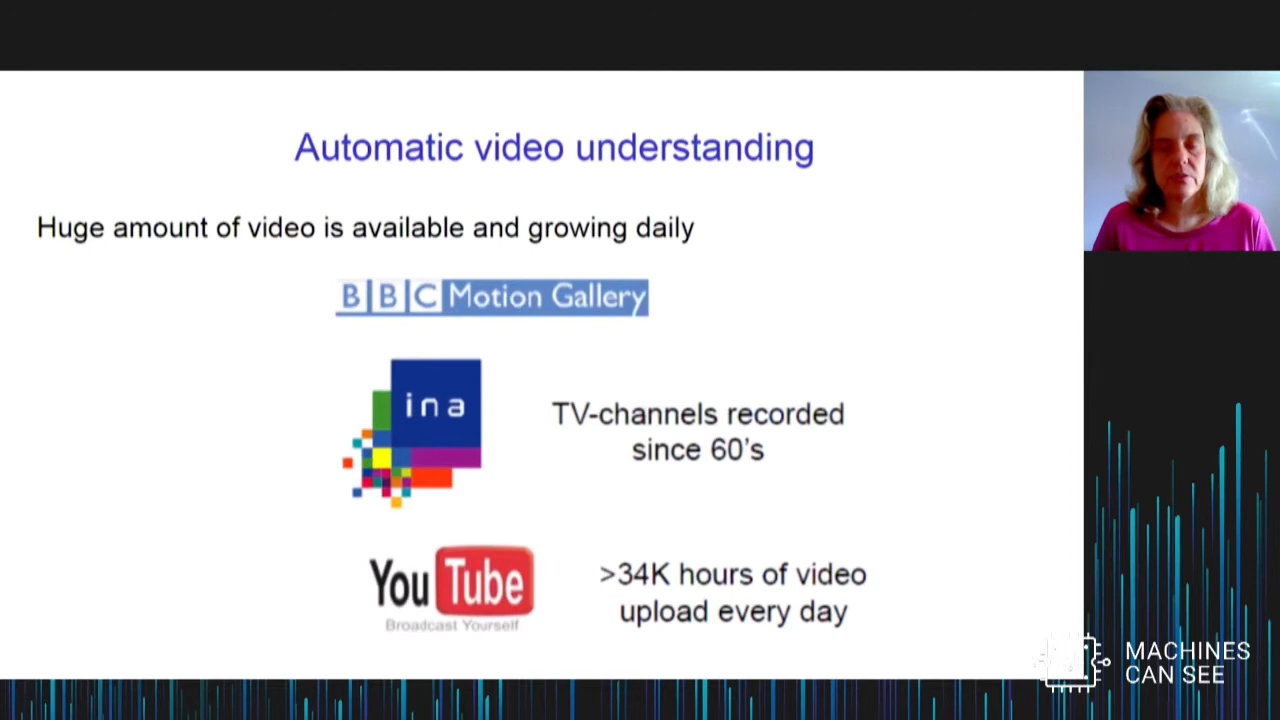 Automatic video understanding
Huge amount of video is available and growing daily
BBC Motion Gallery
ina
TV-channels recorded
since 60's
YouTube
Broadcast Yourself
>34K hours of video
upload every day
MACHINES
CAN SEE